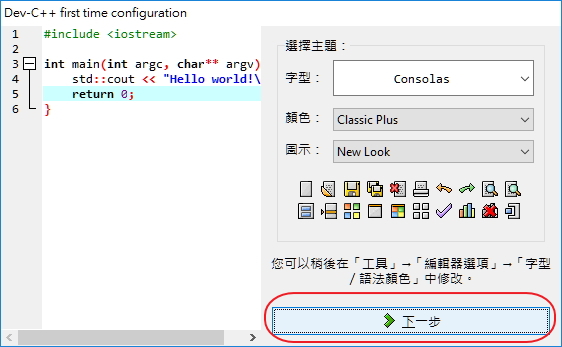 Dev-C++ first time configuration
1 #include <iostream>
2
3 int main(int argc, char** argv)
4 std::cout << "Hello world!\
5 return 0;
6 }
選擇主題：
字型： Consolas
顏色： Classic Plus
圖示： New Look
您可以稍後在「工具」→「編輯器選項」→「字型
/ 語法顏色」中修改。
下一步